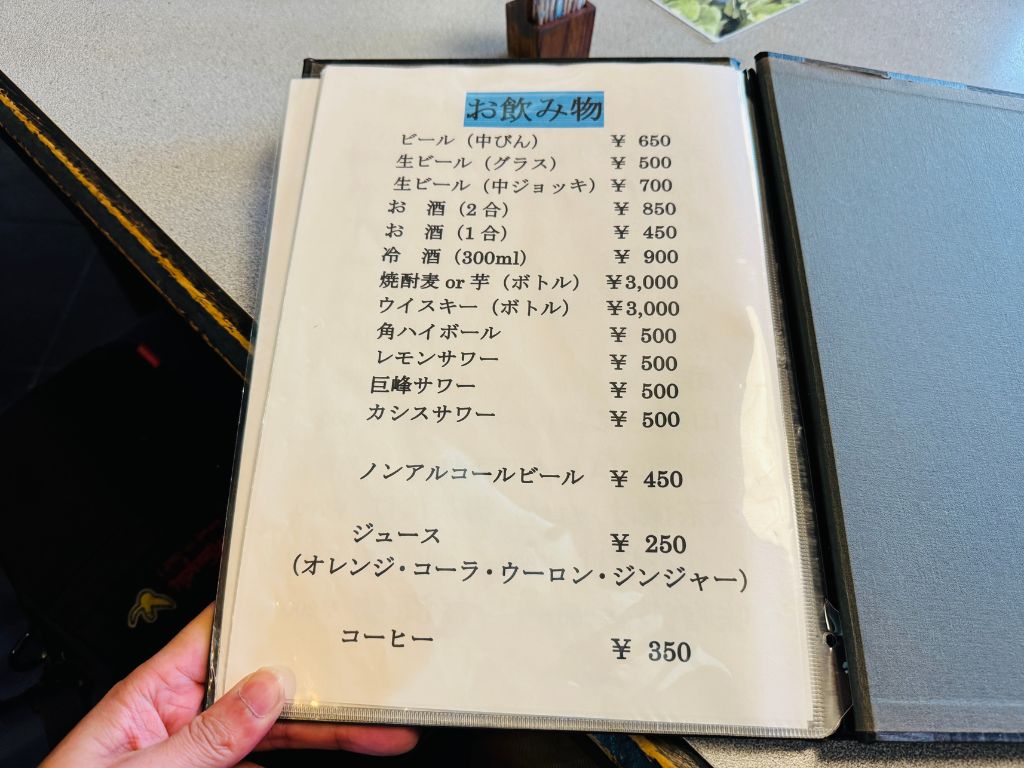 お飲み物
ビール（中びん） ￥ 650
生ビール（グラス） ￥ 500
生ビール（中ジョッキ） ￥ 700
お　酒（2合） ￥ 850
お　酒（1合） ￥ 450
冷　酒（300ml） ￥ 900
焼酎麦 or 芋（ボトル） ￥3,000
ウイスキー（ボトル） ￥3,000
角ハイボール ￥ 500
レモンサワー ￥ 500
巨峰サワー ￥ 500
カシスサワー ￥ 500
ノンアルコールビール ￥ 450
ジュース ￥ 250
（オレンジ・コーラ・ウーロン・ジンジャー）
コーヒー ￥ 350